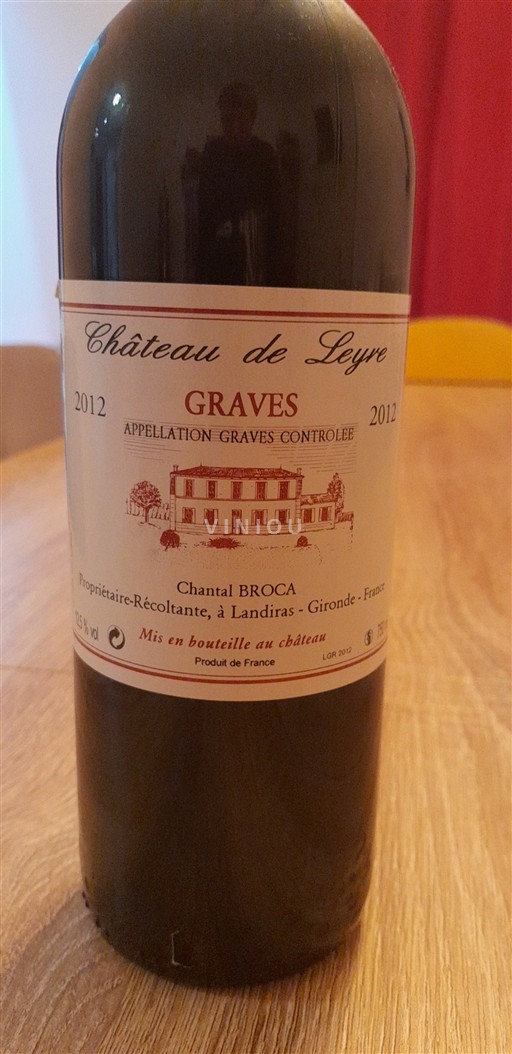 Château de Leyre
2012 GRAVES 2012
APPELLATION GRAVES CONTROLEE
VINIOU
Chantal BROCA
Propriétaire-Récoltante, à Landiras - Gironde - France
% vol
Mis en bouteille au château
Produit de France
LGR 2012